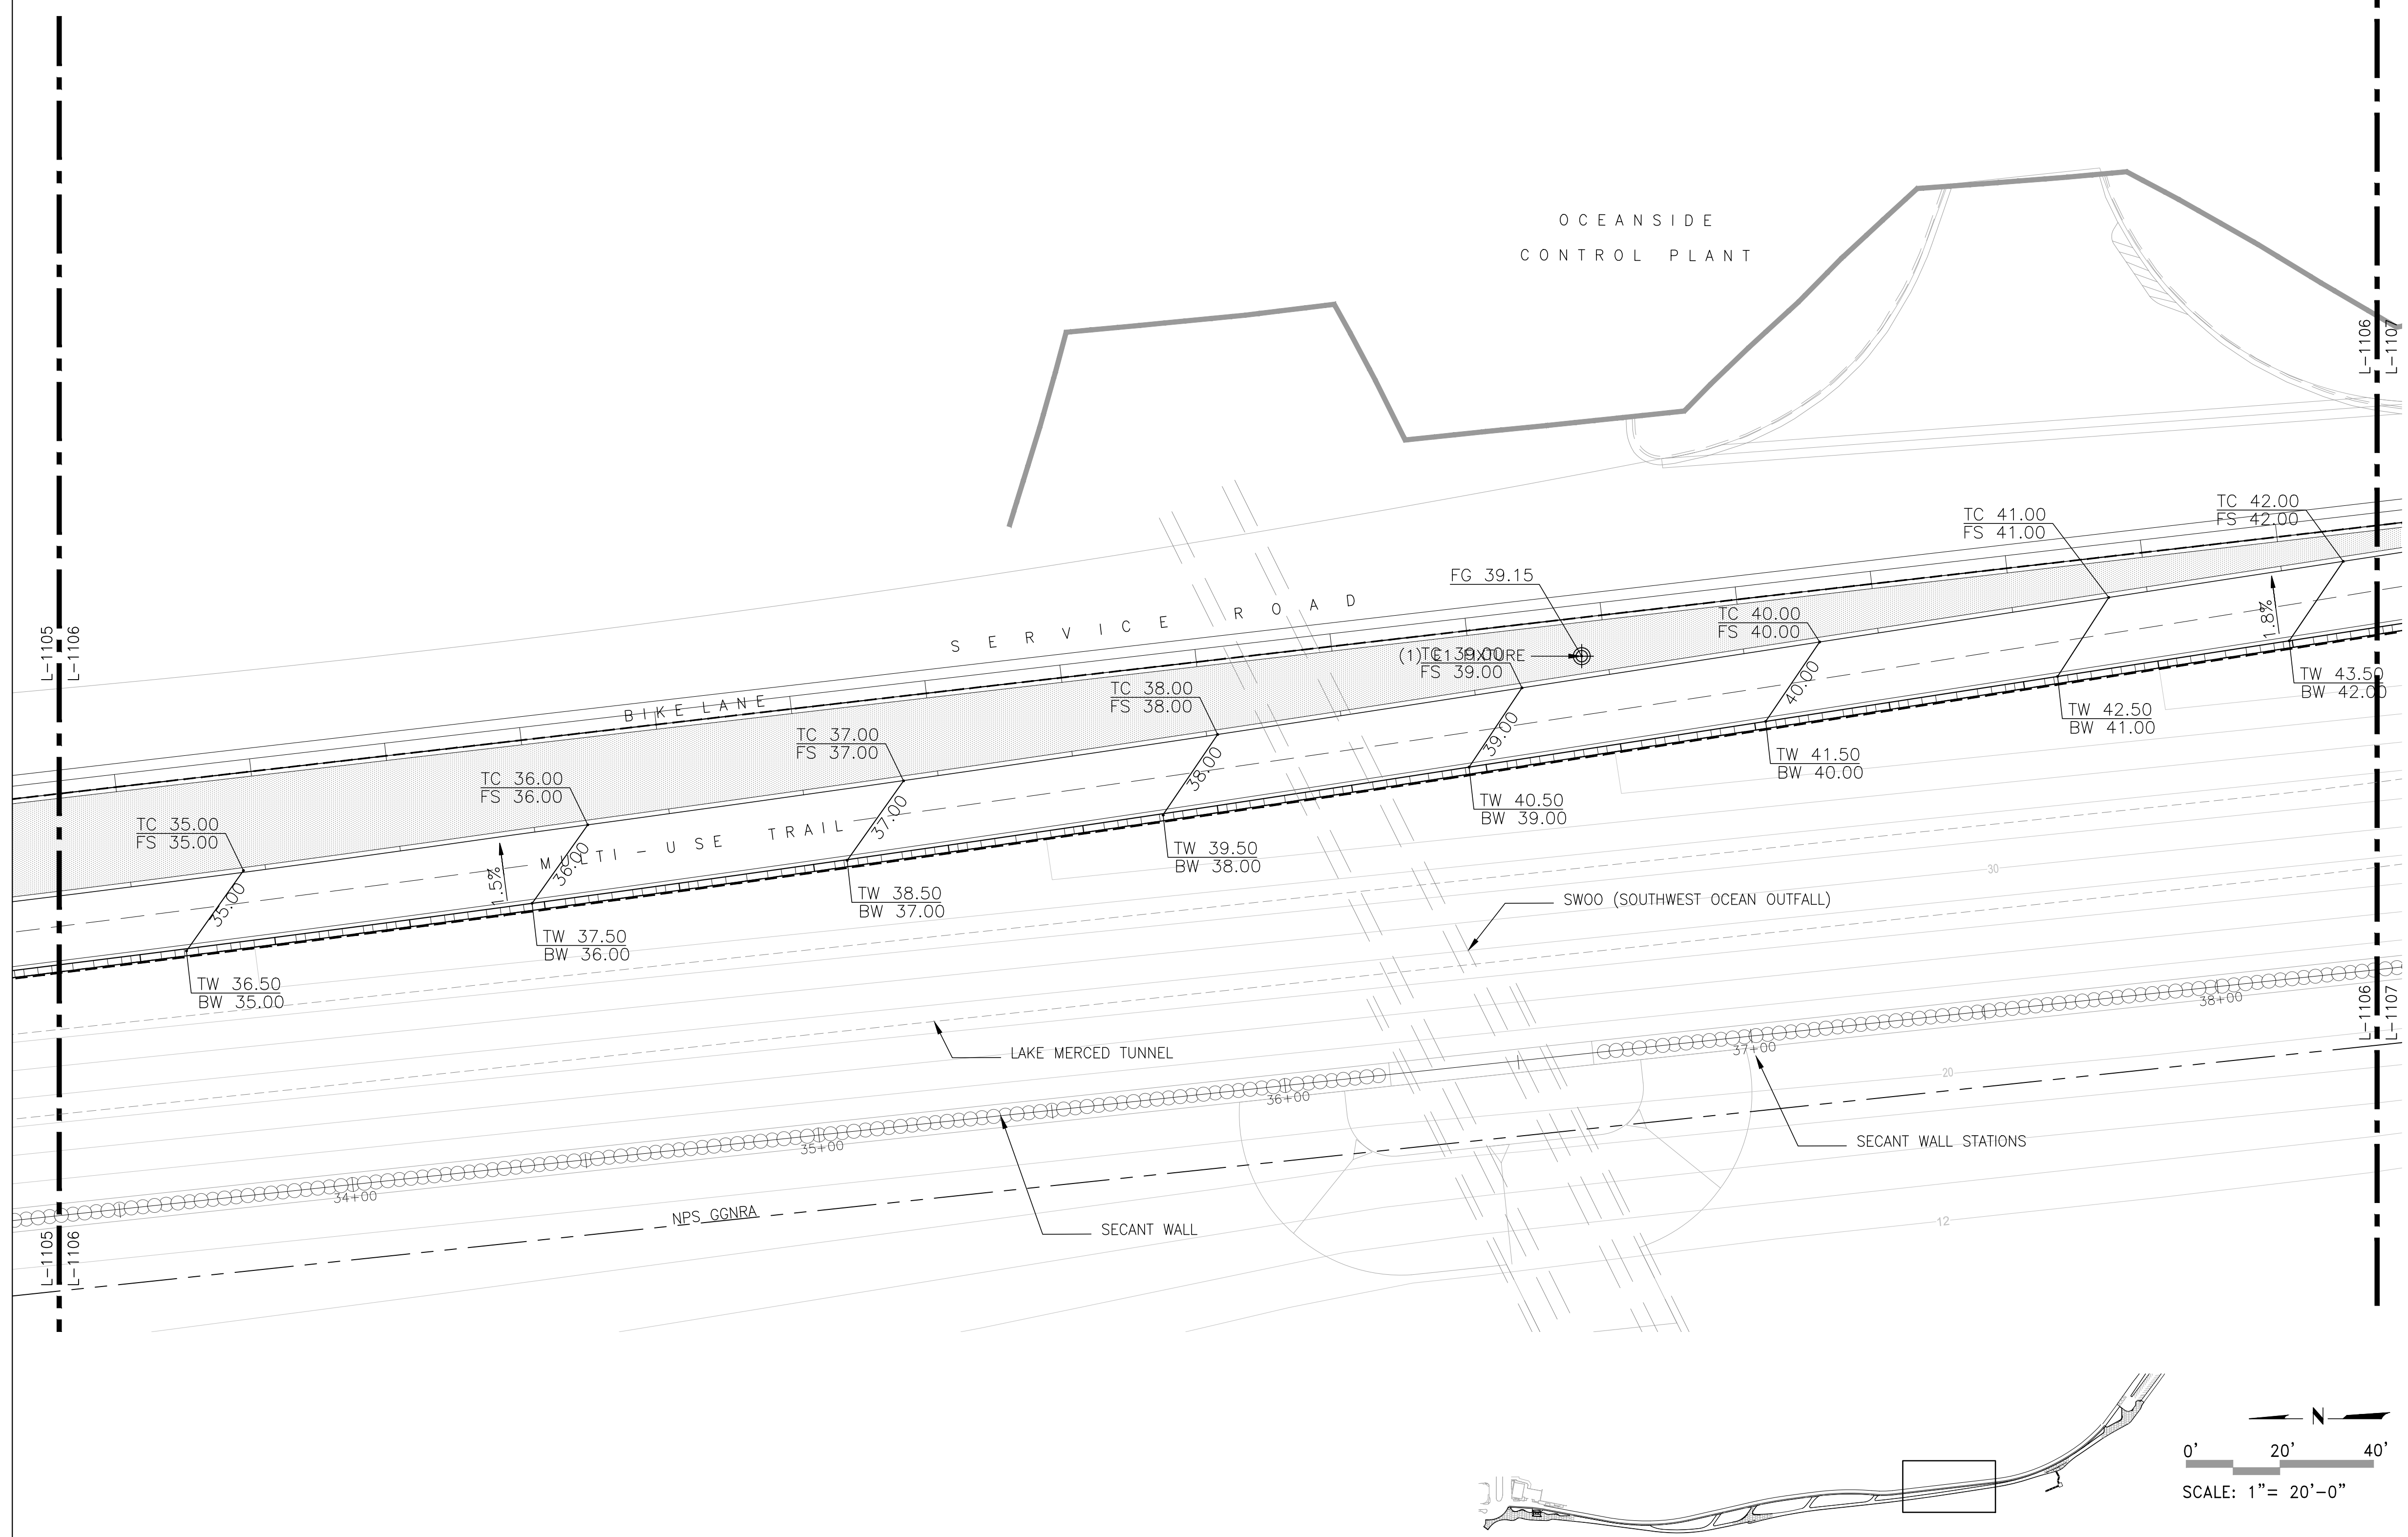 OCEANSIDE
CONTROL PLANT
L-1106
L-1107
TC 42.00
FS 42.00
TC 41.00
FS 41.00
FG 39.15
SERVICE ROAD
TC 40.00
FS 40.00
1.8%
L-1105
L-1106
(1) E1 FIXTURE
TC 39.00
FS 39.00
TW 43.50
BW 42.00
40.00
TC 38.00
FS 38.00
BIKE LANE
TW 42.50
BW 41.00
39.00
TC 37.00
FS 37.00
TW 41.50
BW 40.00
38.00
TC 36.00
FS 36.00
TW 40.50
BW 39.00
37.00
TC 35.00
FS 35.00
MULTI-USE TRAIL
TW 39.50
BW 38.00
36.00
30
1.5%
TW 38.50
BW 37.00
SWOO (SOUTHWEST OCEAN OUTFALL)
35.00
TW 37.50
BW 36.00
TW 36.50
BW 35.00
L-1106
L-1107
38+00
LAKE MERCED TUNNEL
37+00
20
36+00
35+00
SECANT WALL STATIONS
34+00
NPS GGNRA
SECANT WALL
12
L-1105
L-1106
N
0' 20' 40'
SCALE: 1"= 20'-0"